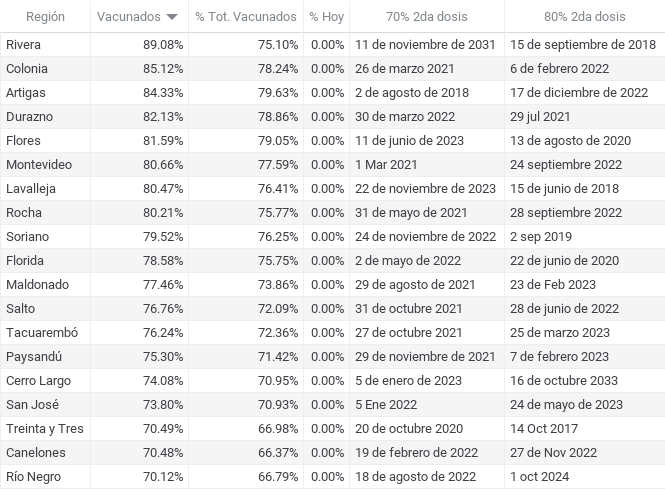 Región Vacunados % Tot. Vacunados % Hoy 70% 2da dosis 80% 2da dosis
Rivera 89.08% 75.10% 0.00% 11 de noviembre de 2031 15 de septiembre de 2018
Colonia 85.12% 78.24% 0.00% 26 de marzo 2021 6 de febrero 2022
Artigas 84.33% 79.63% 0.00% 2 de agosto de 2018 17 de diciembre de 2022
Durazno 82.13% 78.86% 0.00% 30 de marzo 2022 29 jul 2021
Flores 81.59% 79.05% 0.00% 11 de junio de 2023 13 de agosto de 2020
Montevideo 80.66% 77.59% 0.00% 1 Mar 2021 24 septiembre 2022
Lavalleja 80.47% 76.41% 0.00% 22 de noviembre de 2023 15 de junio de 2018
Rocha 80.21% 75.77% 0.00% 31 de mayo de 2021 28 septiembre 2022
Soriano 79.52% 76.25% 0.00% 24 de noviembre de 2022 2 sep 2019
Florida 78.58% 75.75% 0.00% 2 de mayo de 2022 22 de junio de 2020
Maldonado 77.46% 73.86% 0.00% 29 de agosto de 2021 23 de Feb 2023
Salto 76.76% 72.09% 0.00% 31 de octubre 2021 28 de junio de 2022
Tacuarembó 76.24% 72.36% 0.00% 27 de octubre 2021 25 de marzo 2023
Paysandú 75.30% 71.42% 0.00% 29 de noviembre de 2021 7 de febrero 2023
Cerro Largo 74.08% 70.95% 0.00% 5 de enero de 2023 16 de octubre 2033
San José 73.80% 70.93% 0.00% 5 Ene 2022 24 de mayo de 2023
Treinta y Tres 70.49% 66.98% 0.00% 20 de octubre 2020 14 Oct 2017
Canelones 70.48% 66.37% 0.00% 19 de febrero de 2022 27 de Nov 2022
Río Negro 70.12% 66.79% 0.00% 18 de agosto de 2022 1 oct 2024